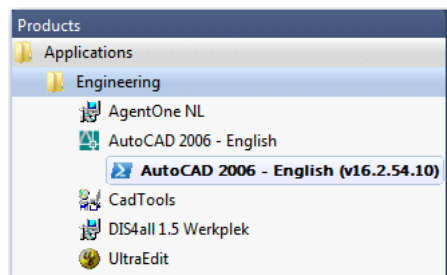 Products
Applications
Engineering
AgentOne NL
AutoCAD 2006 - English
AutoCAD 2006 - English (v16.2.54.10)
CadTools
DIS4all 1.5 Werkplek
UltraEdit